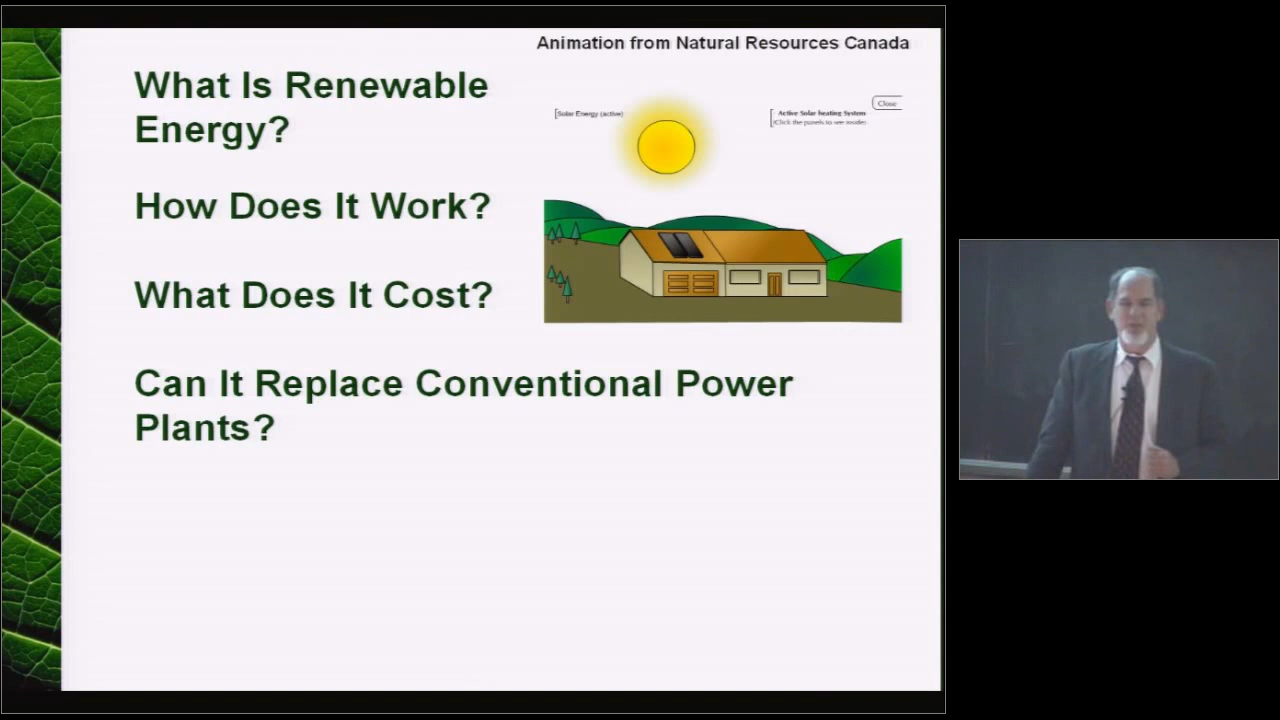 Animation from Natural Resources Canada
What Is Renewable
Energy?
Solar Energy (active)
Close
Active Solar heating System
(Click the panels to see inside)
How Does It Work?
What Does It Cost?
Can It Replace Conventional Power
Plants?